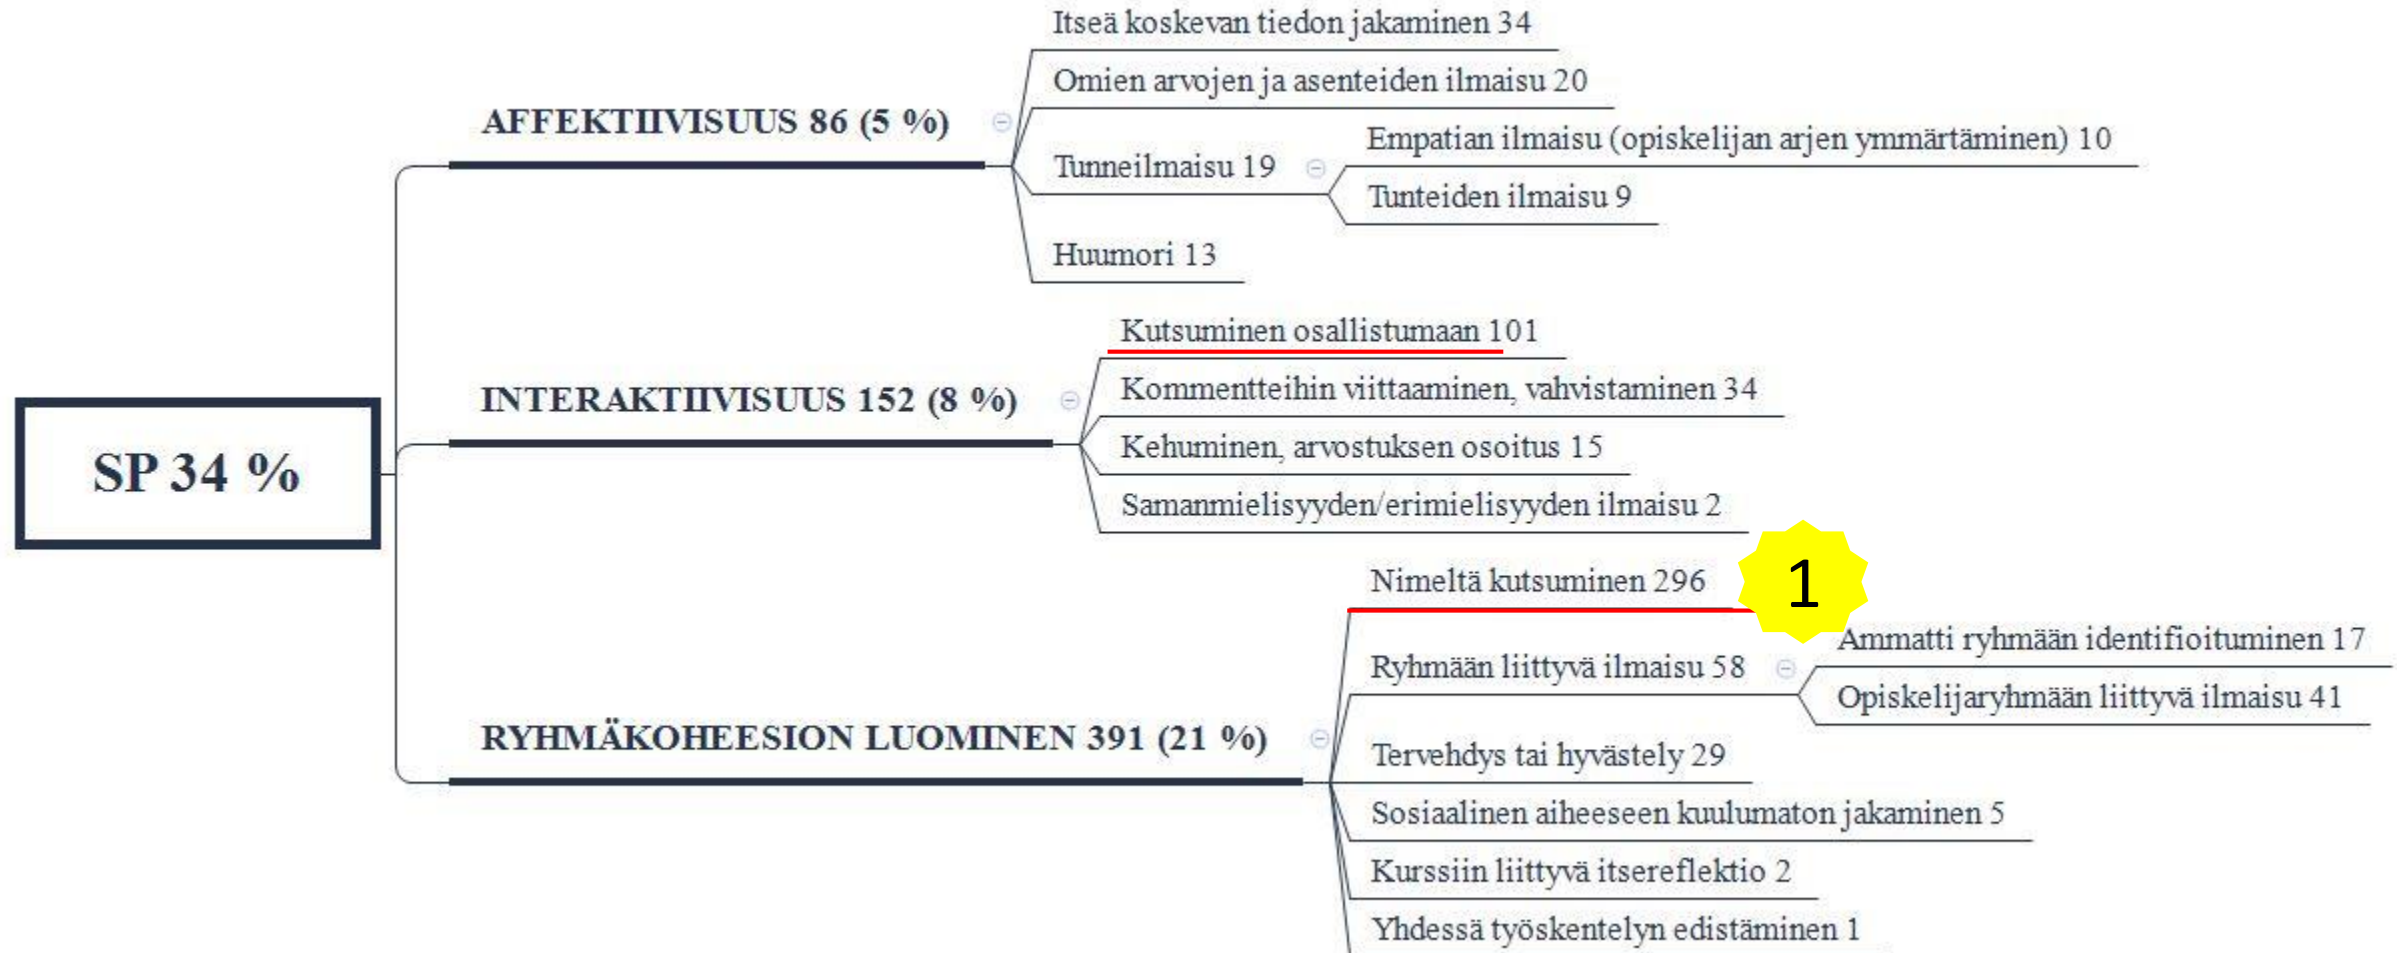 SP 34 %
AFFEKTIIVISUUS 86 (5 %)
Itseä koskevan tiedon jakaminen 34
Omien arvojen ja asenteiden ilmaisu 20
Tunneilmaisu 19
Empatian ilmaisu (opiskelijan arjen ymmärtäminen) 10
Tunteiden ilmaisu 9
Huumori 13
INTERAKTIIVISUUS 152 (8 %)
Kutsuminen osallistumaan 101
Kommentteihin viittaaminen, vahvistaminen 34
Kehuminen, arvostuksen osoitus 15
Samanmielisyyden/erimielisyyden ilmaisu 2
RYHMÄKOHEESION LUOMINEN 391 (21 %)
Nimeltä kutsuminen 296
1
Ryhmään liittyvä ilmaisu 58
Ammatti ryhmään identifioituminen 17
Opiskelijaryhmään liittyvä ilmaisu 41
Tervehdys tai hyvästely 29
Sosiaalinen aiheeseen kuulumaton jakaminen 5
Kurssiin liittyvä itsereflektio 2
Yhdessä työskentelyn edistäminen 1